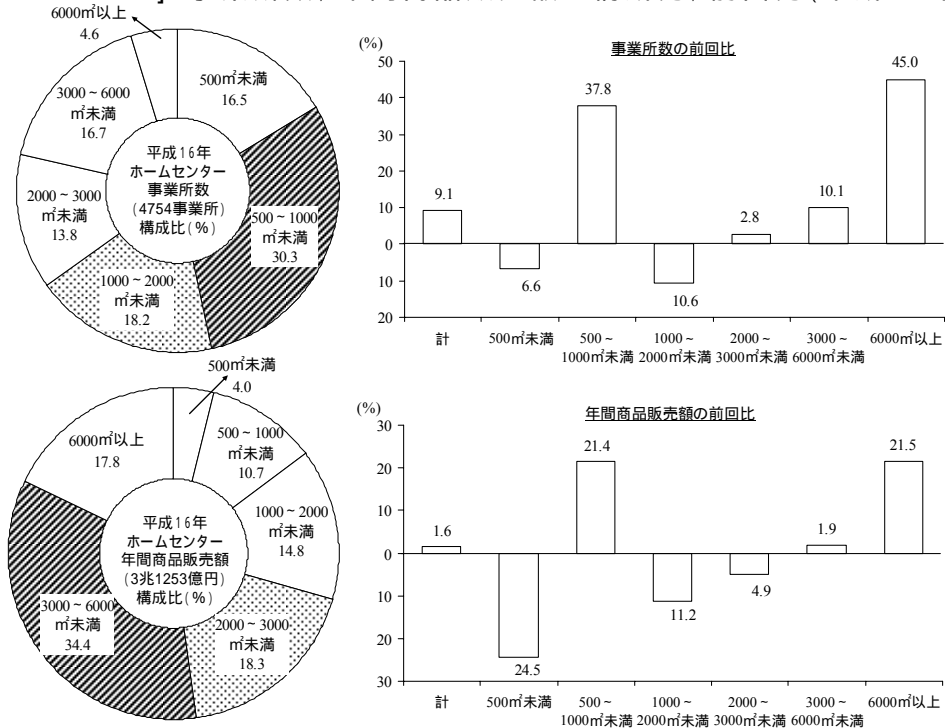 6000㎡以上
4.6
500㎡未満
16.5
3000～6000
㎡未満
16.7
平成16年
ホームセンター
事業所数
(4754事業所)
構成比(%)
2000～3000
㎡未満
13.8
500～1000
㎡未満
30.3
1000～2000
㎡未満
18.2
(%)
事業所数の前回比
50
40
30
20
10
0
10
20
9.1
6.6
37.8
10.6
2.8
10.1
45.0
計
500㎡未満
500～
1000㎡未満
1000～
2000㎡未満
2000～
3000㎡未満
3000～
6000㎡未満
6000㎡以上
500㎡未満
4.0
6000㎡以上
17.8
500～1000
㎡未満
10.7
平成16年
ホームセンター
年間商品販売額
(3兆1253億円)
構成比(%)
1000～2000
㎡未満
14.8
3000～6000
㎡未満
34.4
2000～3000
㎡未満
18.3
(%)
年間商品販売額の前回比
30
20
10
0
10
20
30
1.6
24.5
21.4
11.2
4.9
1.9
21.5
計
500㎡未満
500～
1000㎡未満
1000～
2000㎡未満
2000～
3000㎡未満
3000～
6000㎡未満
6000㎡以上